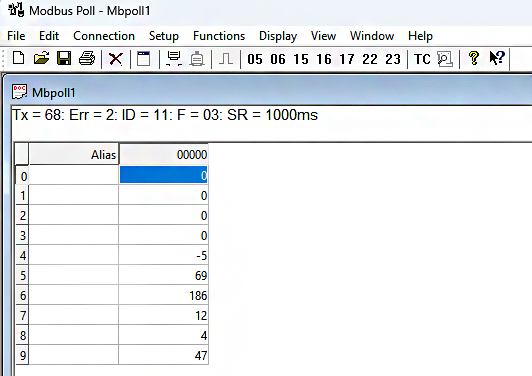 Modbus Poll - Mbpoll1
File Edit Connection Setup Functions Display View Window Help
05 06 15 16 17 22 23 TC
Mbpoll1
Tx = 68: Err = 2: ID = 11: F = 03: SR = 1000ms
Alias 00000
0 0
1 0
2 0
3 0
4 -5
5 69
6 186
7 12
8 4
9 47